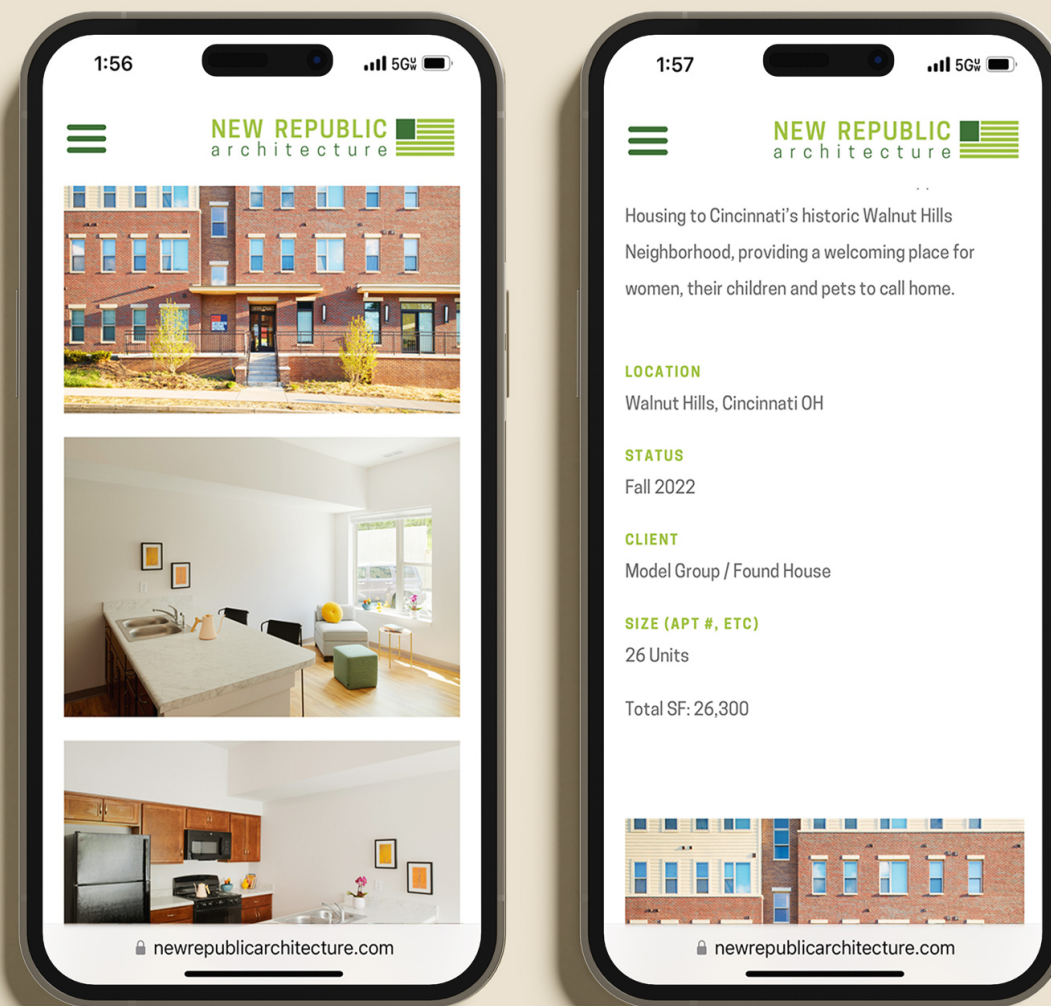 1:56
5GW
NEW REPUBLIC
architecture
newrepublicarchitecture.com
1:57
5GW
NEW REPUBLIC
architecture
Housing to Cincinnati's historic Walnut Hills
Neighborhood, providing a welcoming place for
women, their children and pets to call home.
LOCATION
Walnut Hills, Cincinnati OH
STATUS
Fall 2022
CLIENT
Model Group / Found House
SIZE (APT #, ETC)
26 Units
Total SF: 26,300
newrepublicarchitecture.com